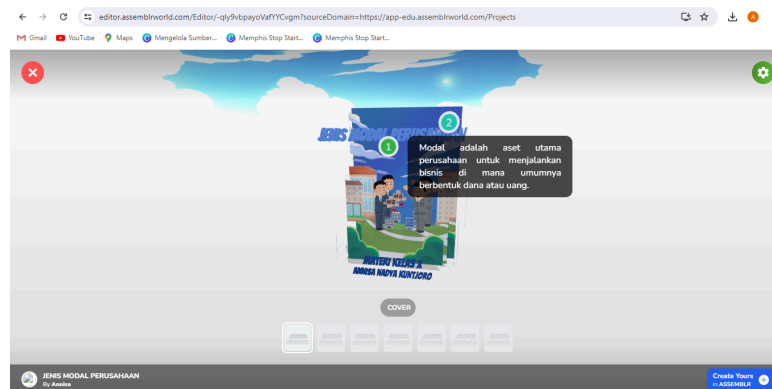 editor.assemblrworld.com/Editor/-qly9vbpayoVafYYCvgm?sourceDomain=https://app-edu.assemblrworld.com/Projects
Gmail YouTube Maps Mengelola Sumber... Memphis Stop Start... Memphis Stop Start...
A
JENIS MODAL PERUSAHAAN
2
1
Modal adalah aset utama
perusahaan untuk menjalankan
bisnis di mana umumnya
berbentuk dana atau uang.
MATERI KELAS X
ANNISA NADYA KUNTJORO
COVER
JENIS MODAL PERUSAHAAN
By Annisa
Create Yours
in ASSEMBLR